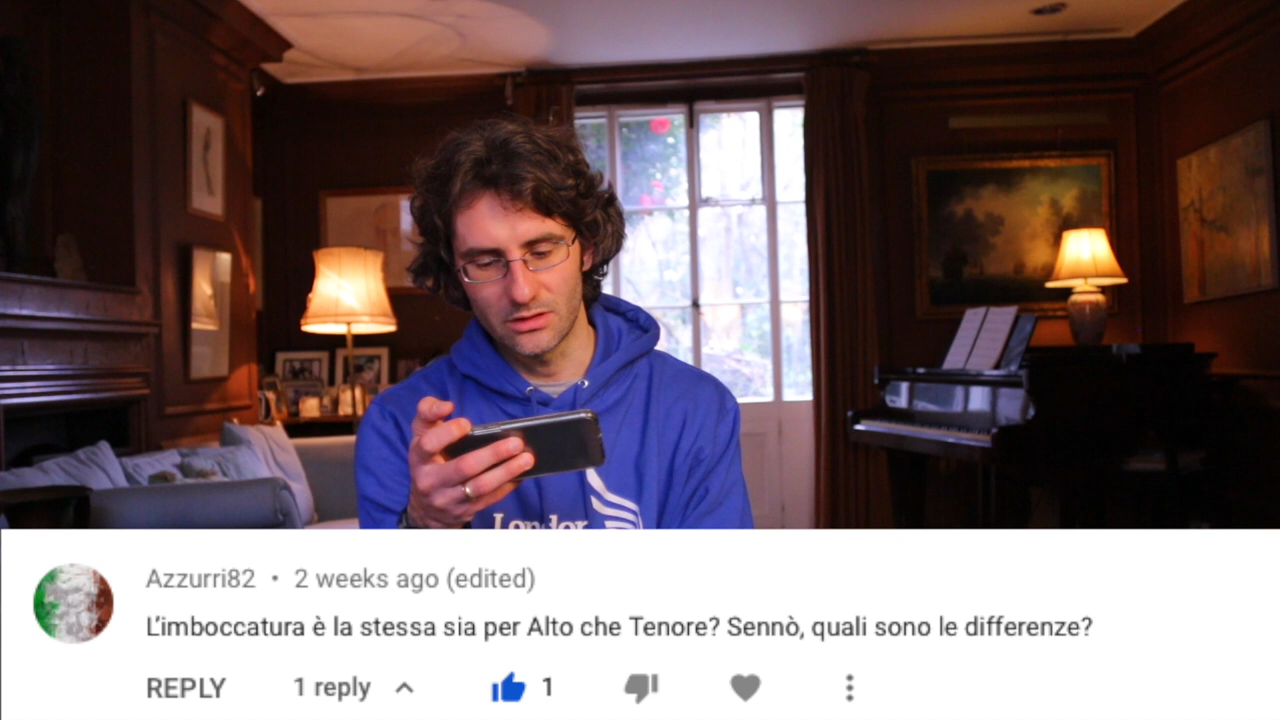 London
Azzurri82 • 2 weeks ago (edited)
L'imboccatura è la stessa sia per Alto che Tenore? Sennò, quali sono le differenze?
REPLY 1 reply 1